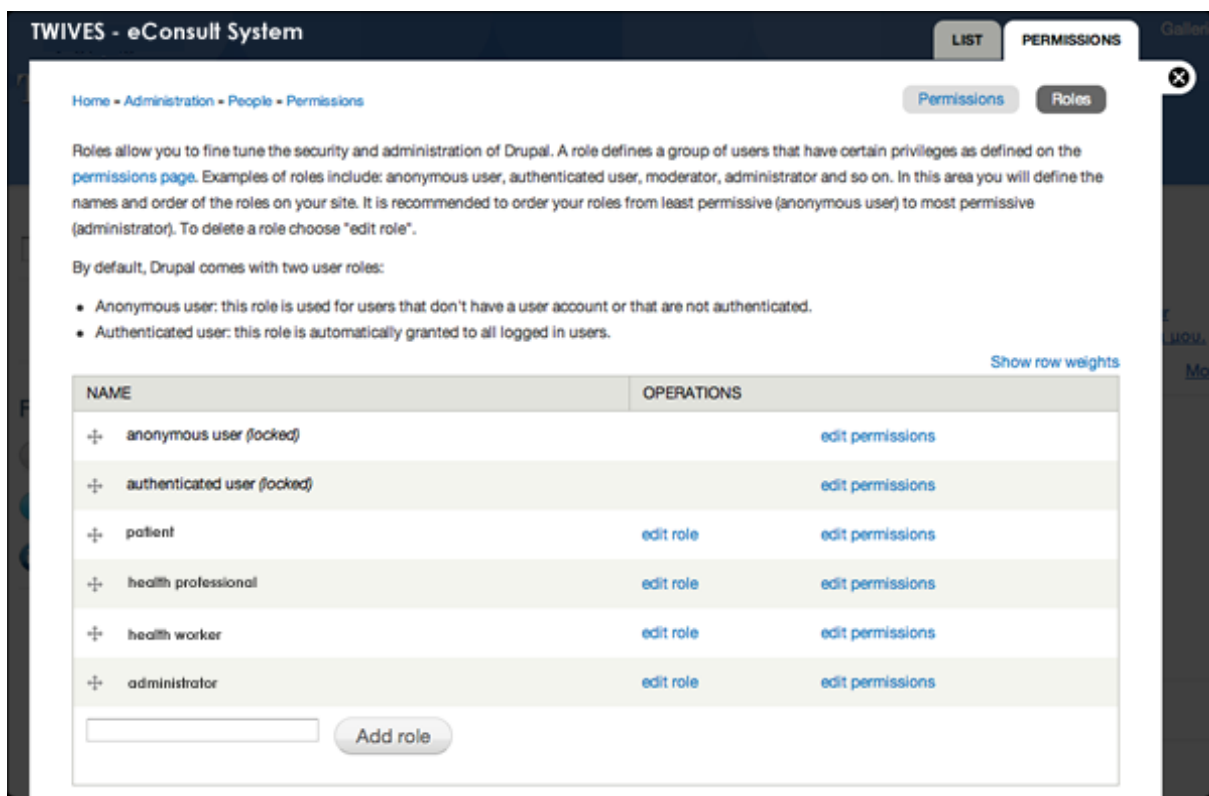 TWIVES - eConsult System
LIST
PERMISSIONS
Galleri
Home » Administration » People » Permissions
Permissions
Roles
Roles allow you to fine tune the security and administration of Drupal. A role defines a group of users that have certain privileges as defined on the
permissions page. Examples of roles include: anonymous user, authenticated user, moderator, administrator and so on. In this area you will define the
names and order of the roles on your site. It is recommended to order your roles from least permissive (anonymous user) to most permissive
(administrator). To delete a role choose "edit role".
By default, Drupal comes with two user roles:
• Anonymous user: this role is used for users that don't have a user account or that are not authenticated.
• Authenticated user: this role is automatically granted to all logged in users.
you.
Show row weights
Mo
NAME OPERATIONS
anonymous user (locked) edit permissions
authenticated user (locked) edit permissions
patient edit role edit permissions
health professional edit role edit permissions
health worker edit role edit permissions
administrator edit role edit permissions
Add role